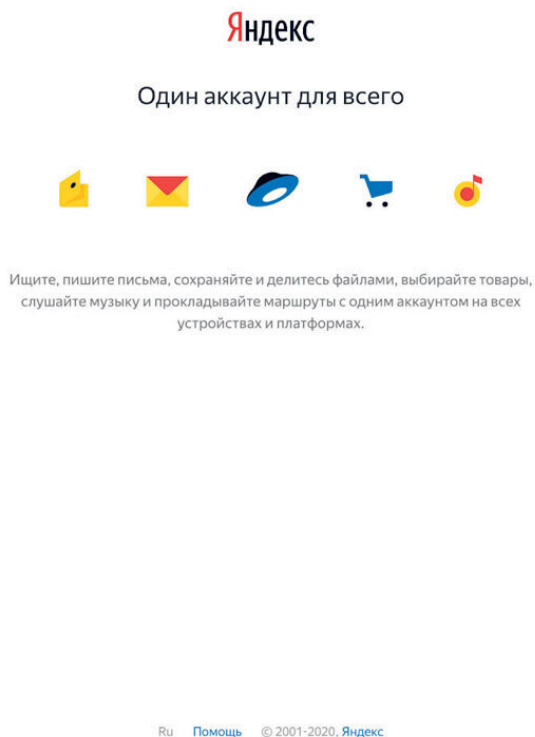 Яндекс
Один аккаунт для всего
Ищите, пишите письма, сохраняйте и делитесь файлами, выбирайте товары,
слушайте музыку и прокладывайте маршруты с одним аккаунтом на всех
устройствах и платформах.
Ru Помощь © 2001-2020, Яндекс